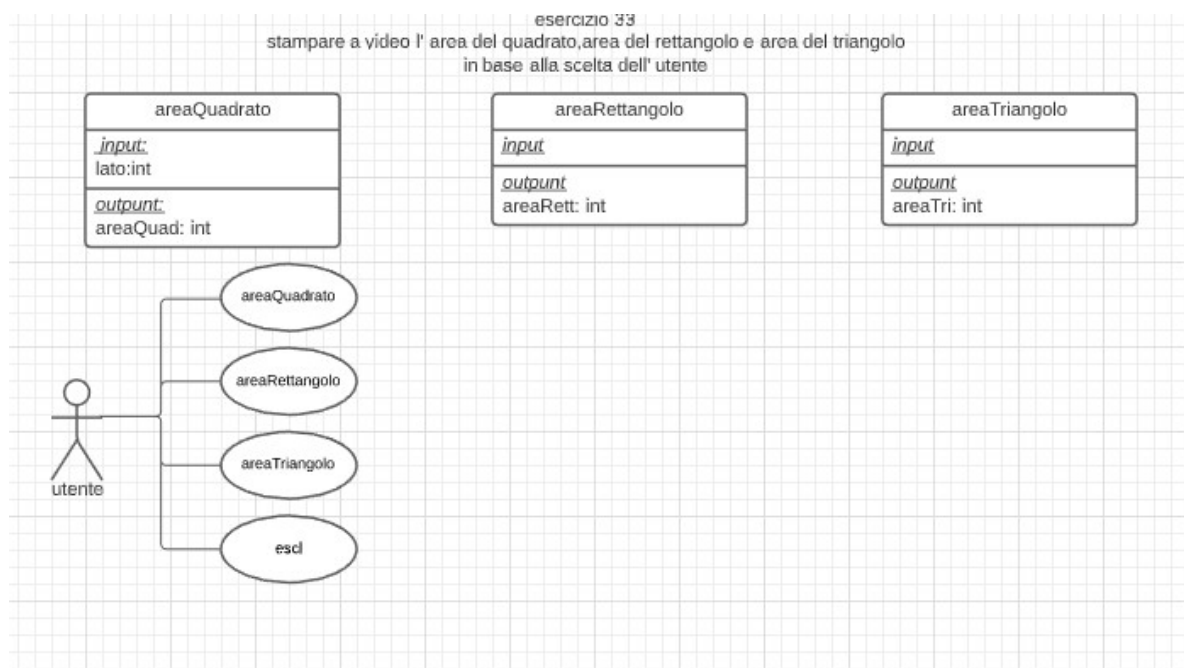 esercizio 33
stampare a video l' area del quadrato,area del rettangolo e area del triangolo
in base alla scelta dell' utente
areaQuadrato
input:
lato:int
outpunt:
areaQuad: int
areaRettangolo
input
outpunt
areaRett: int
areaTriangolo
input
outpunt
areaTri: int
areaQuadrato
areaRettangolo
areaTriangolo
esci
utente